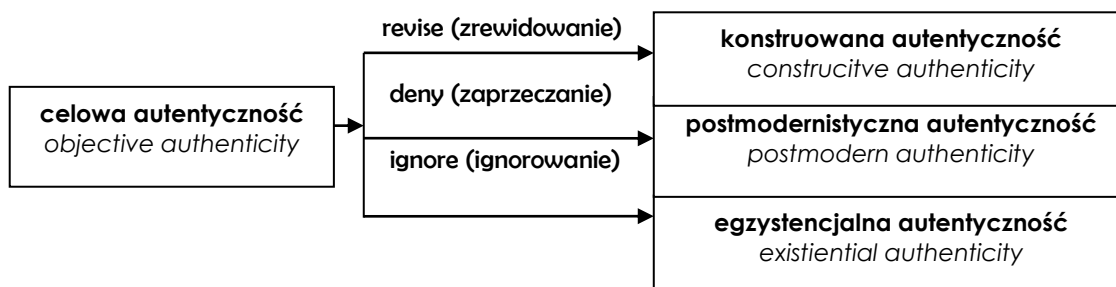 celowa autentyczność
objective authenticity
revise (zrewidowanie)
deny (zaprzeczanie)
ignore (ignorowanie)
konstruowana autentyczność
construcitve authenticity
postmodernistyczna autentyczność
postmodern authenticity
egzystencjalna autentyczność
existiential authenticity